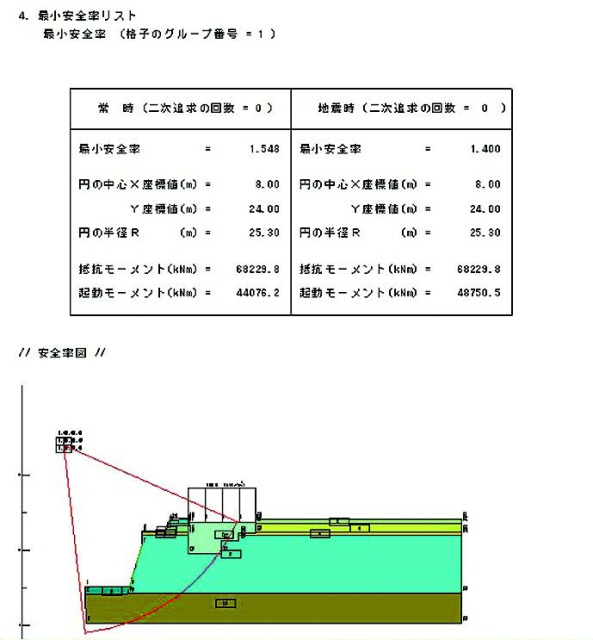 4. 最小安全率リスト
最小安全率 (格子のグループ番号 = 1 )
常 時 (二次追求の回数 = 0 ) 地震時 (二次追求の回数 = 0 )
最小安全率 = 1.548 最小安全率 = 1.400
円の中心X座標値(m) = 8.00 円の中心X座標値(m) = 8.00
Y座標値(m) = 24.00 Y座標値(m) = 24.00
円の半径R (m) = 25.30 円の半径R (m) = 25.30
抵抗モーメント(kNm) = 68229.8 抵抗モーメント(kNm) = 68229.8
起動モーメント(kNm) = 44076.2 起動モーメント(kNm) = 48750.5
// 安全率図 //